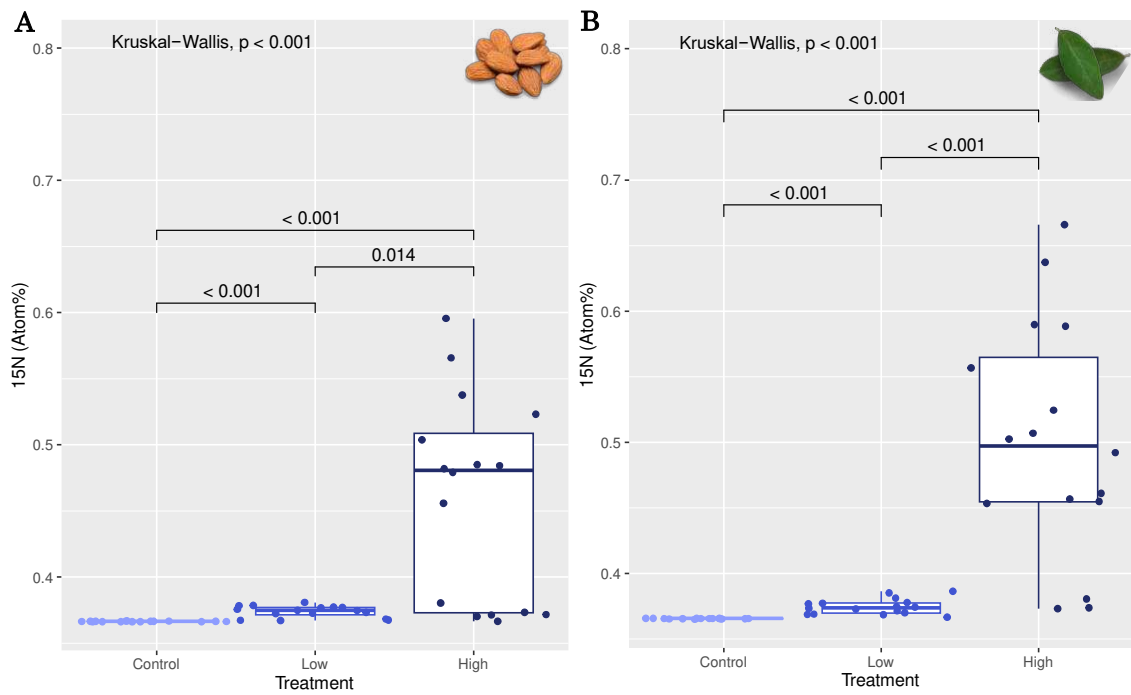 A
Kruskal−Wallis, p < 0.001
0.8
0.7
0.6
0.5
0.4
15N (Atom%)
< 0.001
0.014
< 0.001
Control
Low
High
Treatment
B
Kruskal−Wallis, p < 0.001
0.8
0.7
0.6
0.5
0.4
15N (Atom%)
< 0.001
< 0.001
< 0.001
Control
Low
High
Treatment